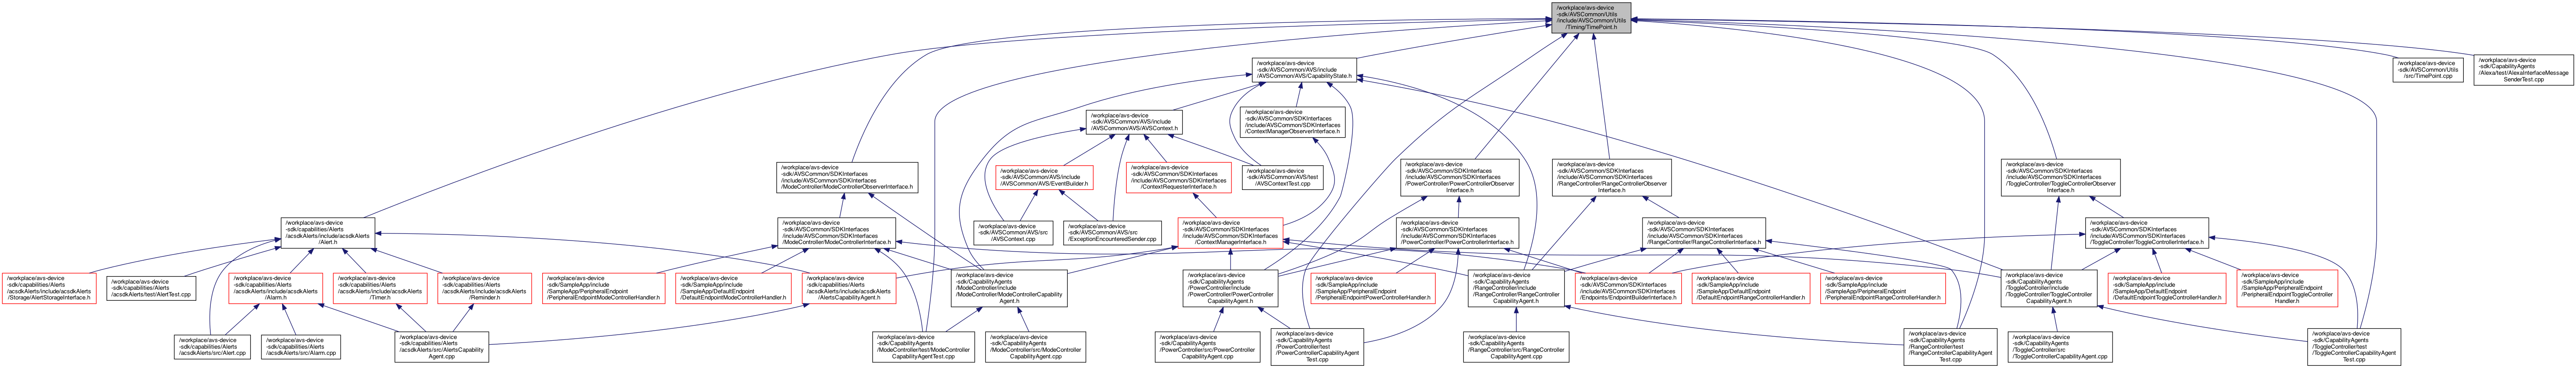 /workplace/avs-device
-sdk/AVSCommon/Utils
/include/AVSCommon/Utils
/Timing/TimePoint.h
/workplace/avs-device
-sdk/AVSCommon/AVS/include
/AVSCommon/AVS/CapabilityState.h
/workplace/avs-device
-sdk/AVSCommon/Utils
/src/TimePoint.cpp
/workplace/avs-device
-sdk/CapabilityAgents
/Alexa/test/AlexaInterfaceMessage
SenderTest.cpp
/workplace/avs-device
-sdk/AVSCommon/AVS/include
/AVSCommon/AVS/AVSContext.h
/workplace/avs-device
-sdk/AVSCommon/SDKInterfaces
/include/AVSCommon/SDKInterfaces
/ContextManagerObserverInterface.h
/workplace/avs-device
-sdk/AVSCommon/SDKInterfaces
/include/AVSCommon/SDKInterfaces
/ModeController/ModeControllerObserverInterface.h
/workplace/avs-device
-sdk/AVSCommon/AVS/include
/AVSCommon/AVS/EventBuilder.h
/workplace/avs-device
-sdk/AVSCommon/SDKInterfaces
/include/AVSCommon/SDKInterfaces
/ContextRequesterInterface.h
/workplace/avs-device
-sdk/AVSCommon/AVS/test
/AVSContextTest.cpp
/workplace/avs-device
-sdk/AVSCommon/SDKInterfaces
/include/AVSCommon/SDKInterfaces
/PowerController/PowerControllerObserver
Interface.h
/workplace/avs-device
-sdk/AVSCommon/SDKInterfaces
/include/AVSCommon/SDKInterfaces
/RangeController/RangeControllerObserver
Interface.h
/workplace/avs-device
-sdk/AVSCommon/SDKInterfaces
/include/AVSCommon/SDKInterfaces
/ToggleController/ToggleControllerObserver
Interface.h
/workplace/avs-device
-sdk/capabilities/Alerts
/acsdkAlerts/include/acsdkAlerts
/Alert.h
/workplace/avs-device
-sdk/AVSCommon/SDKInterfaces
/include/AVSCommon/SDKInterfaces
/ModeController/ModeControllerInterface.h
/workplace/avs-device
-sdk/AVSCommon/AVS/src
/AVSContext.cpp
/workplace/avs-device
-sdk/AVSCommon/AVS/src
/ExceptionEncounteredSender.cpp
/workplace/avs-device
-sdk/AVSCommon/SDKInterfaces
/include/AVSCommon/SDKInterfaces
/ContextManagerInterface.h
/workplace/avs-device
-sdk/AVSCommon/SDKInterfaces
/include/AVSCommon/SDKInterfaces
/PowerController/PowerControllerInterface.h
/workplace/avs-device
-sdk/AVSCommon/SDKInterfaces
/include/AVSCommon/SDKInterfaces
/RangeController/RangeControllerInterface.h
/workplace/avs-device
-sdk/AVSCommon/SDKInterfaces
/include/AVSCommon/SDKInterfaces
/ToggleController/ToggleControllerInterface.h
/workplace/avs-device
-sdk/capabilities/Alerts
/acsdkAlerts/include/acsdkAlerts
/Storage/AlertStorageInterface.h
/workplace/avs-device
-sdk/capabilities/Alerts
/acsdkAlerts/test/AlertTest.cpp
/workplace/avs-device
-sdk/capabilities/Alerts
/acsdkAlerts/include/acsdkAlerts
/Alarm.h
/workplace/avs-device
-sdk/capabilities/Alerts
/acsdkAlerts/include/acsdkAlerts
/Timer.h
/workplace/avs-device
-sdk/capabilities/Alerts
/acsdkAlerts/include/acsdkAlerts
/Reminder.h
/workplace/avs-device
-sdk/SampleApp/include
/SampleApp/PeripheralEndpoint
/PeripheralEndpointModeControllerHandler.h
/workplace/avs-device
-sdk/SampleApp/include
/SampleApp/DefaultEndpoint
/DefaultEndpointModeControllerHandler.h
/workplace/avs-device
-sdk/capabilities/Alerts
/acsdkAlerts/include/acsdkAlerts
/AlertsCapabilityAgent.h
/workplace/avs-device
-sdk/CapabilityAgents
/ModeController/include
/ModeController/ModeControllerCapability
Agent.h
/workplace/avs-device
-sdk/CapabilityAgents
/PowerController/include
/PowerController/PowerController
CapabilityAgent.h
/workplace/avs-device
-sdk/SampleApp/include
/SampleApp/PeripheralEndpoint
/PeripheralEndpointPowerControllerHandler.h
/workplace/avs-device
-sdk/CapabilityAgents
/RangeController/include
/RangeController/RangeController
CapabilityAgent.h
/workplace/avs-device
-sdk/AVSCommon/SDKInterfaces
/include/AVSCommon/SDKInterfaces
/Endpoints/EndpointBuilderInterface.h
/workplace/avs-device
-sdk/SampleApp/include
/SampleApp/DefaultEndpoint
/DefaultEndpointRangeControllerHandler.h
/workplace/avs-device
-sdk/SampleApp/include
/SampleApp/PeripheralEndpoint
/PeripheralEndpointRangeControllerHandler.h
/workplace/avs-device
-sdk/CapabilityAgents
/ToggleController/include
/ToggleController/ToggleController
CapabilityAgent.h
/workplace/avs-device
-sdk/SampleApp/include
/SampleApp/DefaultEndpoint
/DefaultEndpointToggleControllerHandler.h
/workplace/avs-device
-sdk/SampleApp/include
/SampleApp/PeripheralEndpoint
/PeripheralEndpointToggleController
Handler.h
/workplace/avs-device
-sdk/capabilities/Alerts
/acsdkAlerts/src/Alert.cpp
/workplace/avs-device
-sdk/capabilities/Alerts
/acsdkAlerts/src/Alarm.cpp
/workplace/avs-device
-sdk/capabilities/Alerts
/acsdkAlerts/src/AlertsCapability
Agent.cpp
/workplace/avs-device
-sdk/CapabilityAgents
/ModeController/test/ModeController
CapabilityAgentTest.cpp
/workplace/avs-device
-sdk/CapabilityAgents
/ModeController/src/ModeController
CapabilityAgent.cpp
/workplace/avs-device
-sdk/CapabilityAgents
/PowerController/src/PowerController
CapabilityAgent.cpp
/workplace/avs-device
-sdk/CapabilityAgents
/PowerController/test
/PowerControllerCapabilityAgent
Test.cpp
/workplace/avs-device
-sdk/CapabilityAgents
/RangeController/src/RangeController
CapabilityAgent.cpp
/workplace/avs-device
-sdk/CapabilityAgents
/RangeController/test
/RangeControllerCapabilityAgent
Test.cpp
/workplace/avs-device
-sdk/CapabilityAgents
/ToggleController/src
/ToggleControllerCapabilityAgent.cpp
/workplace/avs-device
-sdk/CapabilityAgents
/ToggleController/test
/ToggleControllerCapabilityAgent
Test.cpp